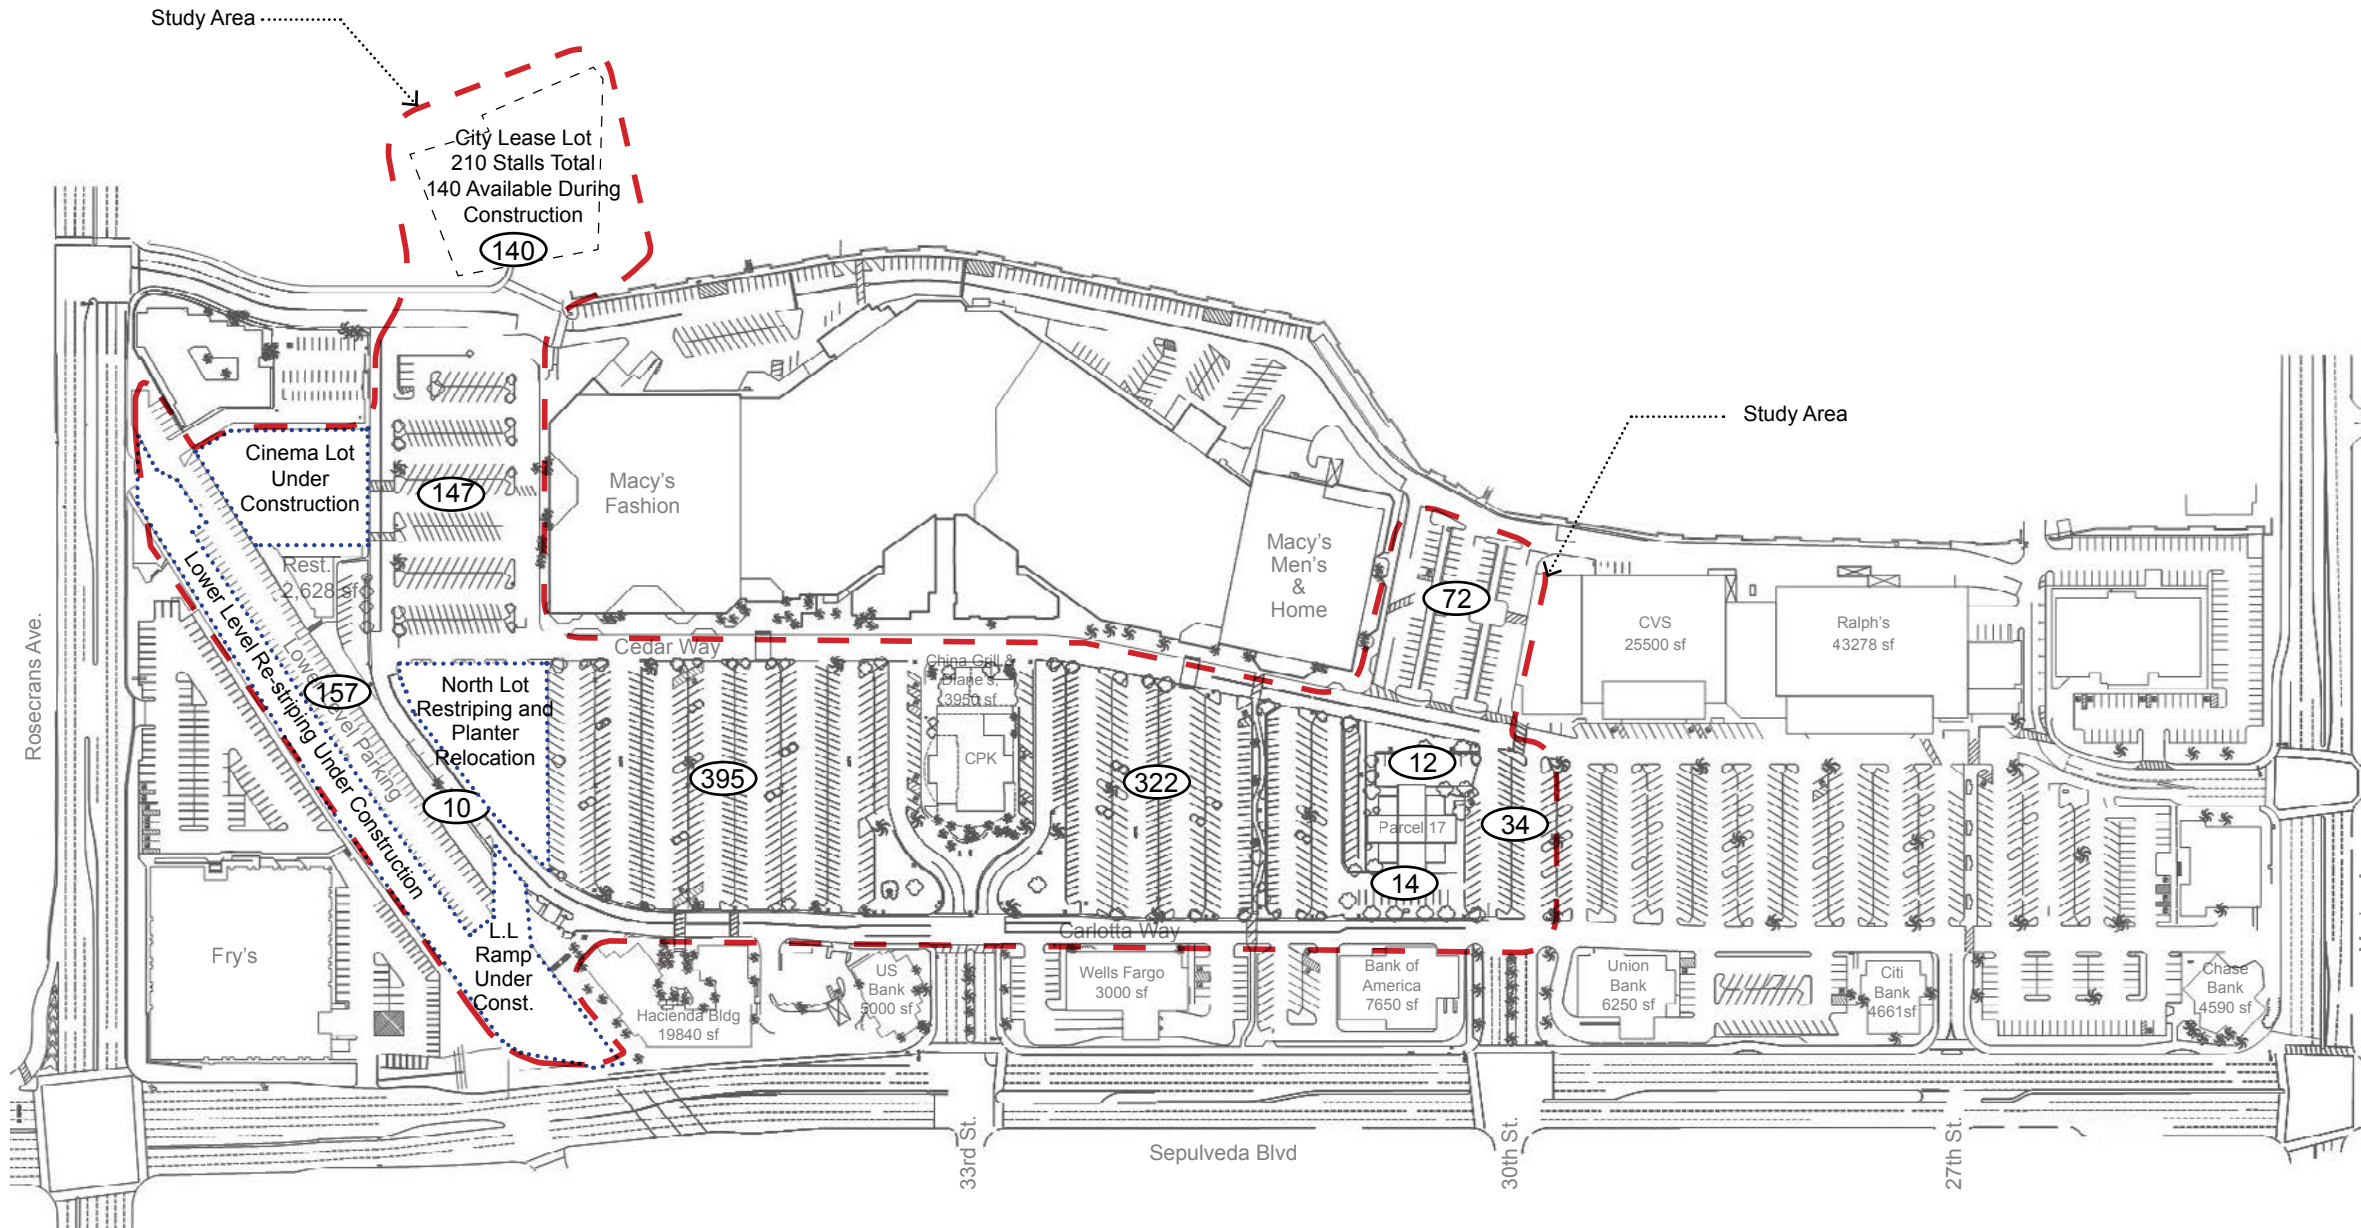 Study Area
City Lease Lot
210 Stalls Total
140 Available During
Construction
140
Study Area
Cinema Lot
Under
Construction
147
Macy's
Fashion
Macy's
Men's
&
Home
72
CVS
25500 sf
Ralph's
43278 sf
Rest.
2,628 sf
Rosecrans Ave.
Lower Level Re-striping Under Construction
Lower Level Parking
157
10
North Lot
Restriping and
Planter
Relocation
Cedar Way
395
China Grill &
Diane's
3950 sf
CPK
322
12
Parcel 17
14
34
Carlotta Way
Fry's
L.L
Ramp
Under
Const.
Hacienda Bldg
19840 sf
US
Bank
5000 sf
Wells Fargo
3000 sf
Bank of
America
7650 sf
Union
Bank
6250 sf
Citi
Bank
4661sf
Chase
Bank
4590 sf
33rd St.
Sepulveda Blvd
30th St.
27th St.